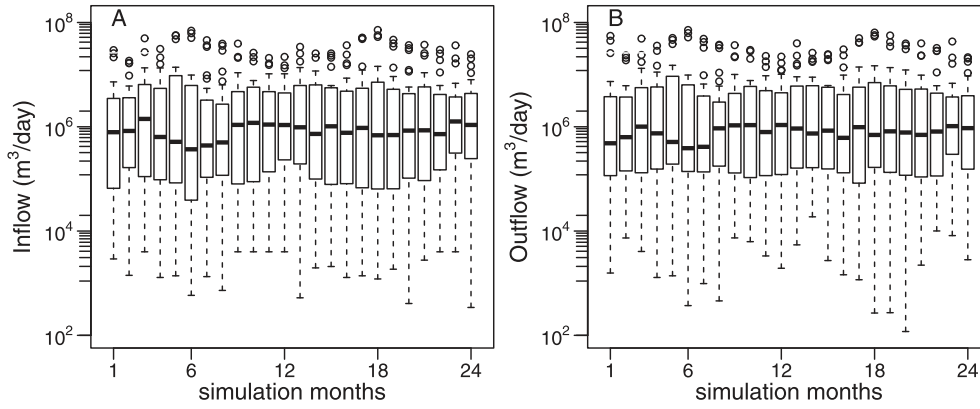 A
Inflow (m³/day)
10⁸
10⁶
10⁴
10²
1 6 12 18 24
simulation months
B
Outflow (m³/day)
10⁸
10⁶
10⁴
10²
1 6 12 18 24
simulation months